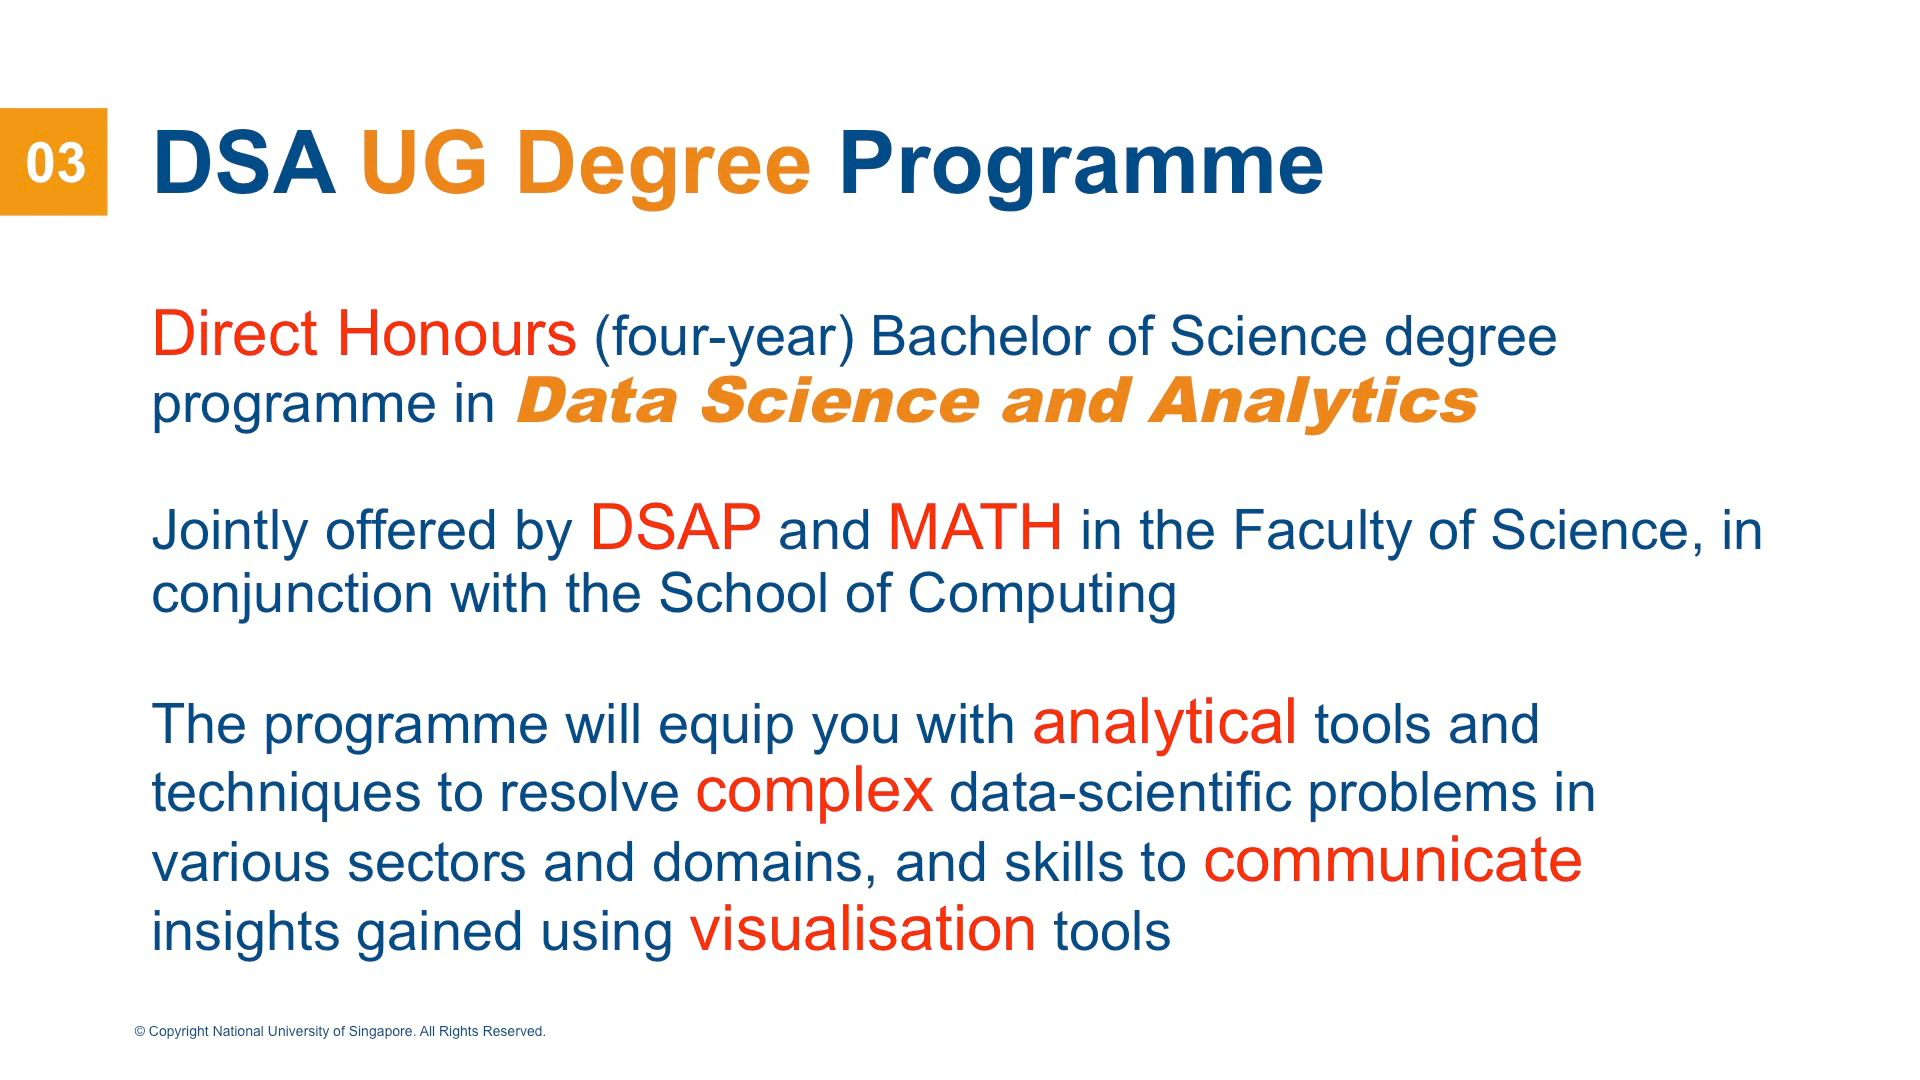 03
DSA UG Degree Programme
Direct Honours (four-year) Bachelor of Science degree
programme in Data Science and Analytics
Jointly offered by DSAP and MATH in the Faculty of Science, in
conjunction with the School of Computing
The programme will equip you with analytical tools and
techniques to resolve complex data-scientific problems in
various sectors and domains, and skills to communicate
insights gained using visualisation tools
© Copyright National University of Singapore. All Rights Reserved.